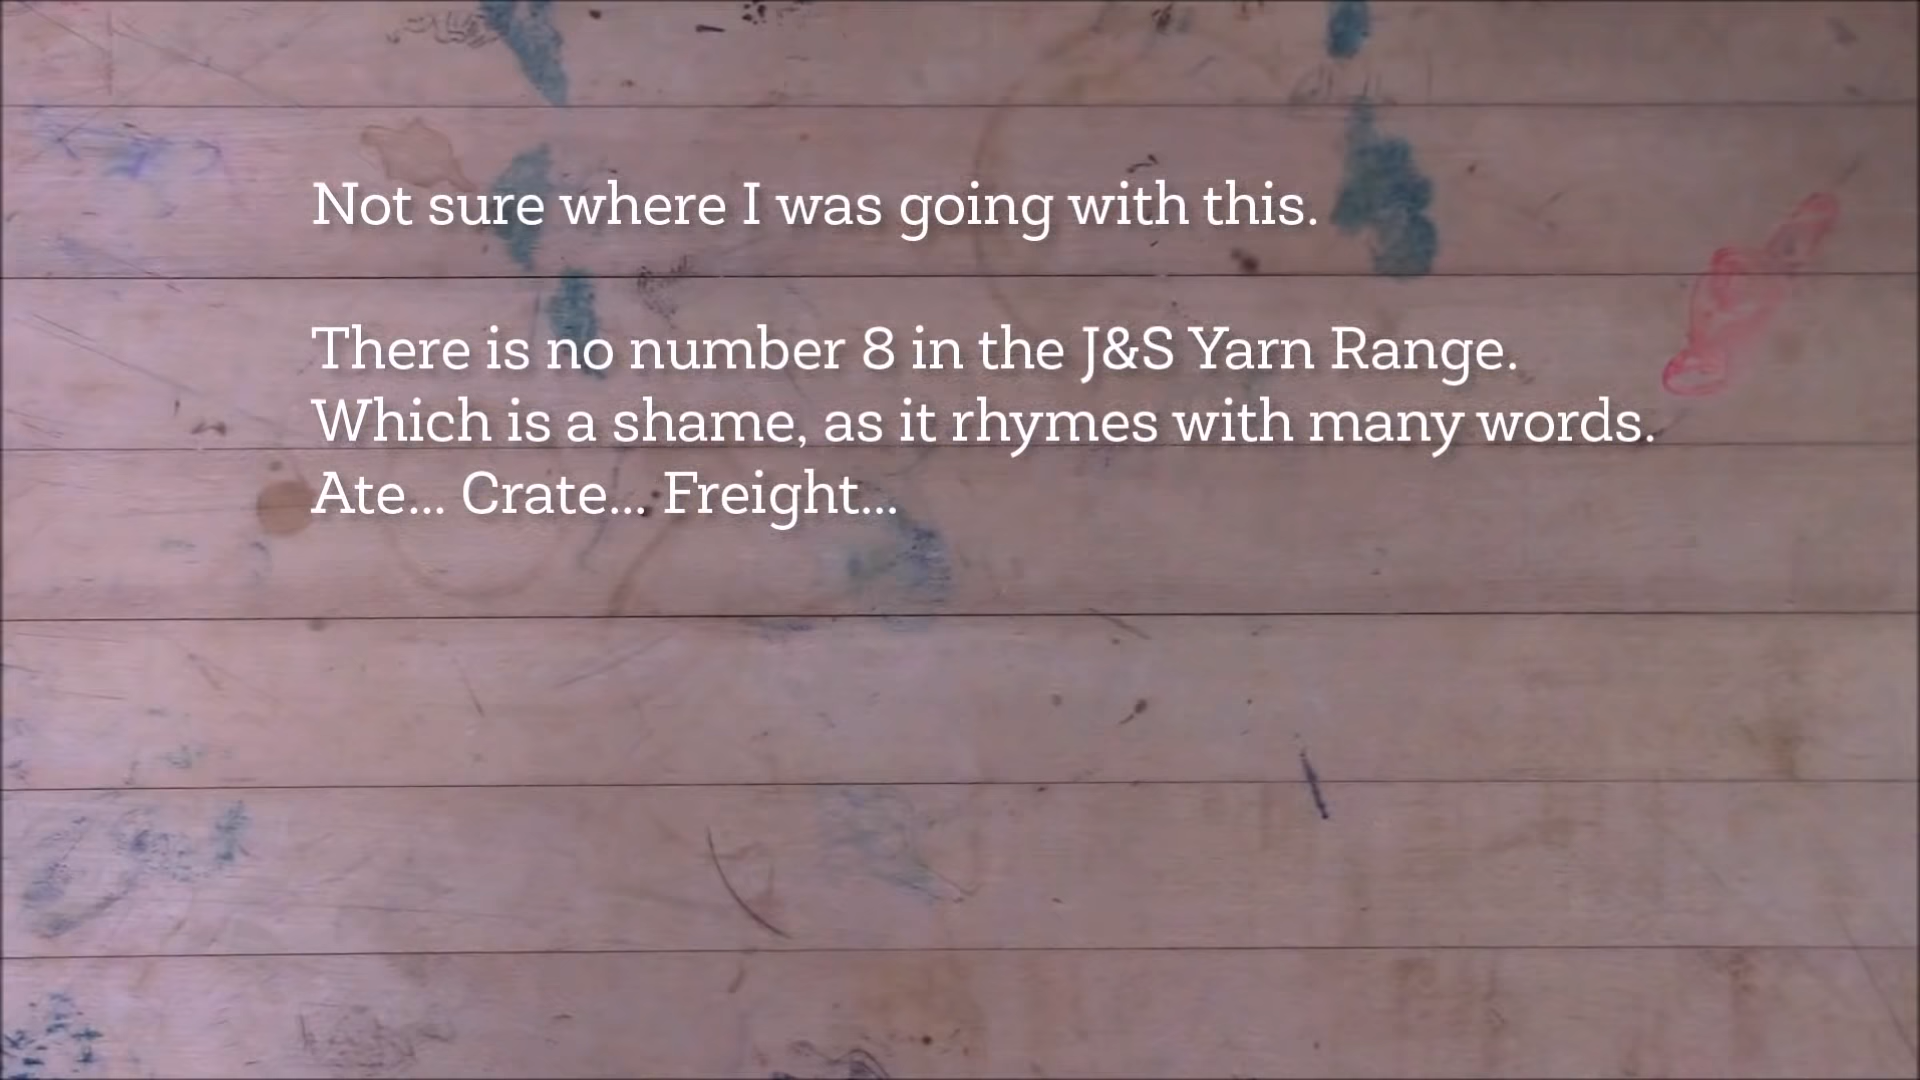 Not sure where I was going with this.
There is no number 8 in the J&S Yarn Range.
Which is a shame, as it rhymes with many words.
Ate... Crate... Freight...